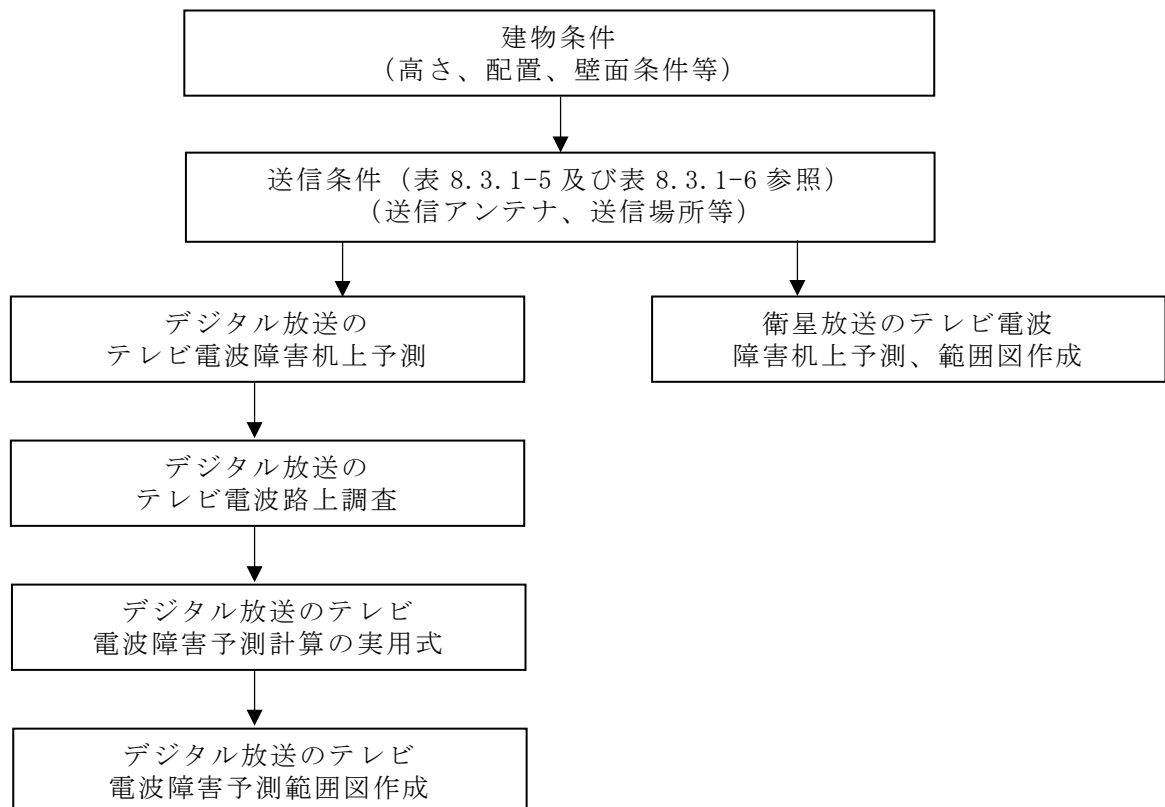 建物条件
（高さ、配置、壁面条件等）
送信条件（表 8.3.1-5 及び表 8.3.1-6 参照）
（送信アンテナ、送信場所等）
デジタル放送の
テレビ電波障害机上予測
衛星放送のテレビ電波
障害机上予測、範囲図作成
デジタル放送の
テレビ電波路上調査
デジタル放送のテレビ
電波障害予測計算の実用式
デジタル放送のテレビ
電波障害予測範囲図作成